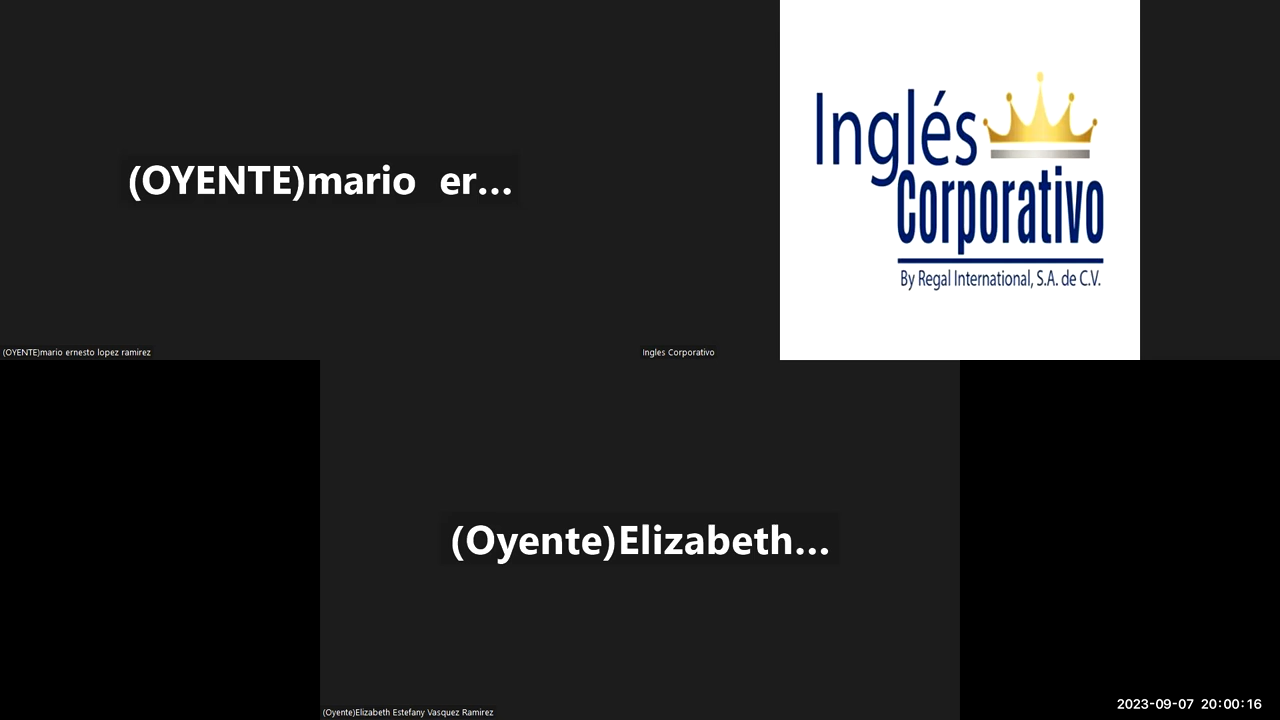 (OYENTE)mario er...
Inglés
Corporativo
By Regal International, S.A. de C.V.
(OYENTE)mario ernesto lopez ramirez
Ingles Corporativo
(Oyente)Elizabeth...
(Oyente)Elizabeth Estefany Vasquez Ramirez
2023-09-07 20:00:16